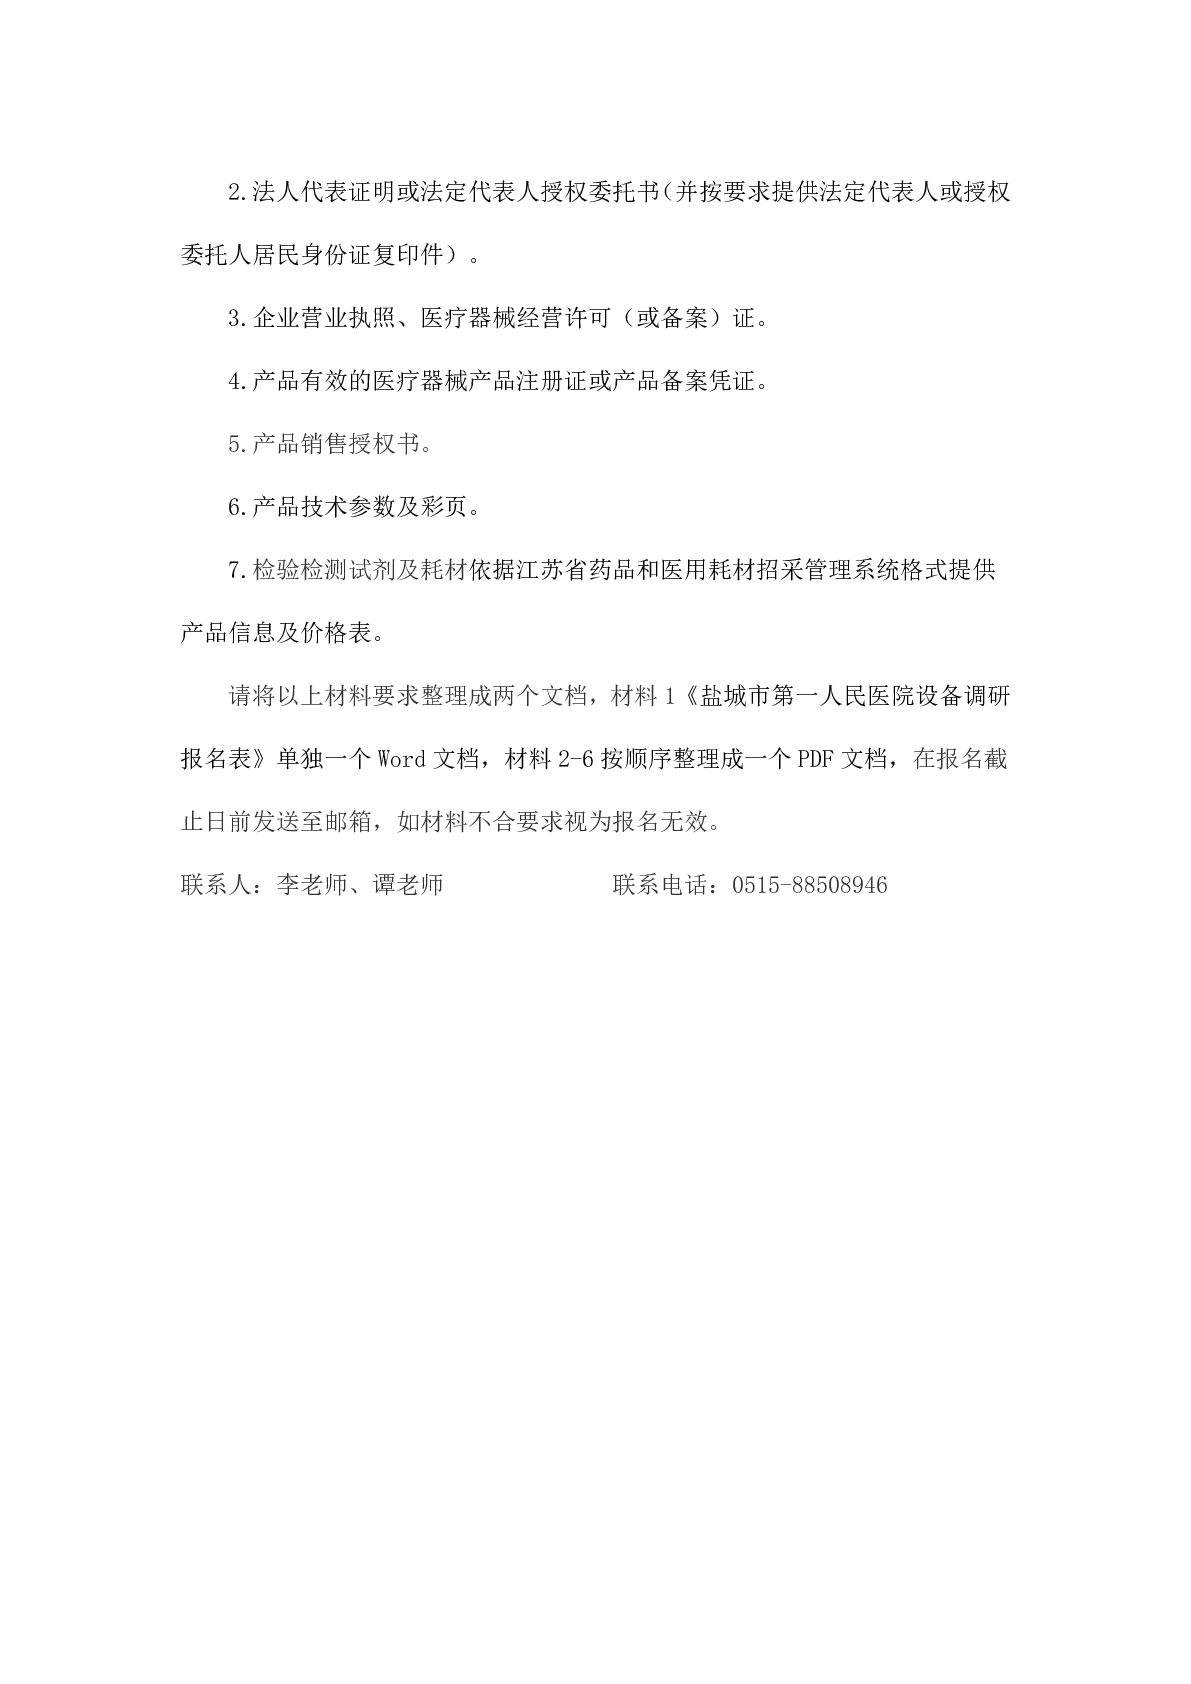 2.法人代表证明或法定代表人授权委托书（并按要求提供法定代表人或授权
委托人居民身份证复印件）。
3.企业营业执照、医疗器械经营许可（或备案）证。
4.产品有效的医疗器械产品注册证或产品备案凭证。
5.产品销售授权书。
6.产品技术参数及彩页。
7.检验检测试剂及耗材依据江苏省药品和医用耗材招采管理系统格式提供
产品信息及价格表。
请将以上材料要求整理成两个文档，材料 1《盐城市第一人民医院设备调研
报名表》单独一个 Word 文档，材料 2-6 按顺序整理成一个 PDF 文档，在报名截
止日前发送至邮箱，如材料不合要求视为报名无效。
联系人：李老师、谭老师 联系电话：0515-88508946